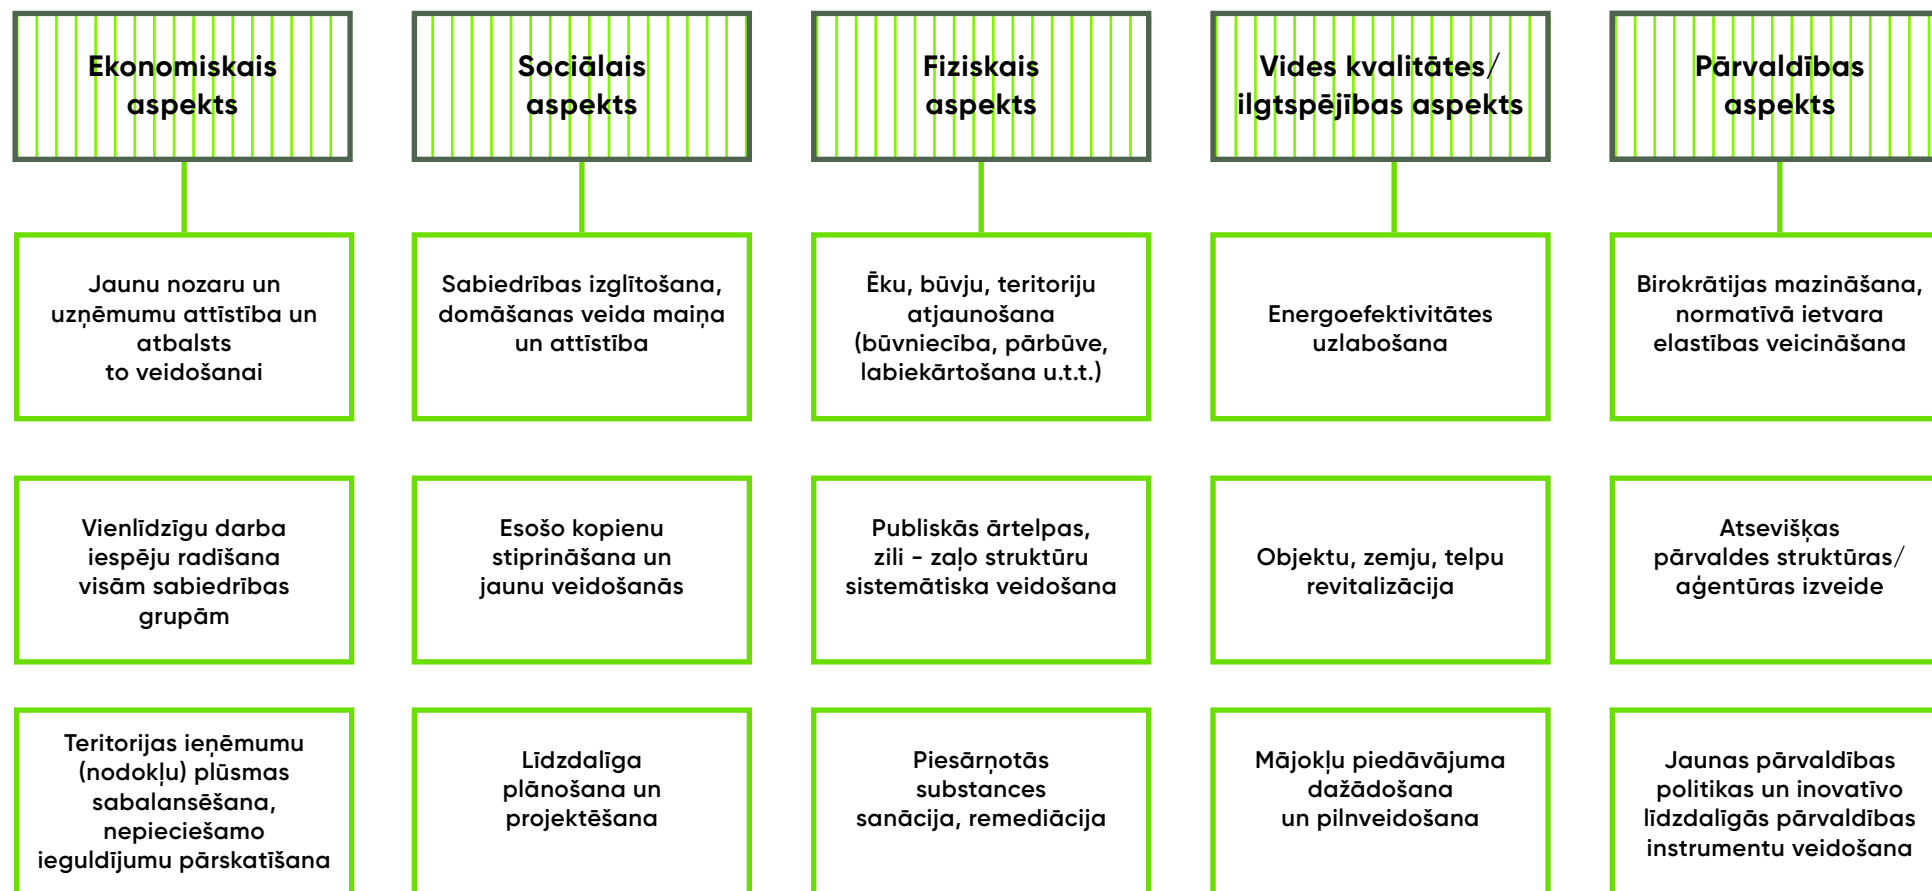 Ekonomiskais
aspekts
Sociālais
aspekts
Fiziskais
aspekts
Vides kvalitātes/
ilgtspējības aspekts
Pārvaldības
aspekts
Jaunu nozaru un
uzņēmumu attīstība un
atbalsts
to veidošanai
Sabiedrības izglītošana,
domāšanas veida maiņa
un attīstība
Ēku, būvju, teritoriju
atjaunošana
(būvniecība, pārbūve,
labiekārtošana u.t.t.)
Energoefektivitātes
uzlabošana
Birokrātijas mazināšana,
normatīvā ietvara
elastības veicināšana
Vienlīdzīgu darba
iespēju radīšana
visām sabiedrības
grupām
Esošo kopienu
stiprināšana un
jaunu veidošanās
Publiskās ārtelpas,
zili - zaļo struktūru
sistemātiska veidošana
Objektu, zemju, telpu
revitalizācija
Atsevišķas
pārvaldes struktūras/
aģentūras izveide
Teritorijas ieņēmumu
(nodokļu) plūsmas
sabalansēšana,
nepieciešamo
ieguldījumu pārskatīšana
Līdzdalīga
plānošana un
projektēšana
Piesārņotās
substances
sanācija, remediācija
Mājokļu piedāvājuma
dažādošana
un pilnveidošana
Jaunas pārvaldības
politikas un inovatīvo
līdzdalīgās pārvaldības
instrumentu veidošana